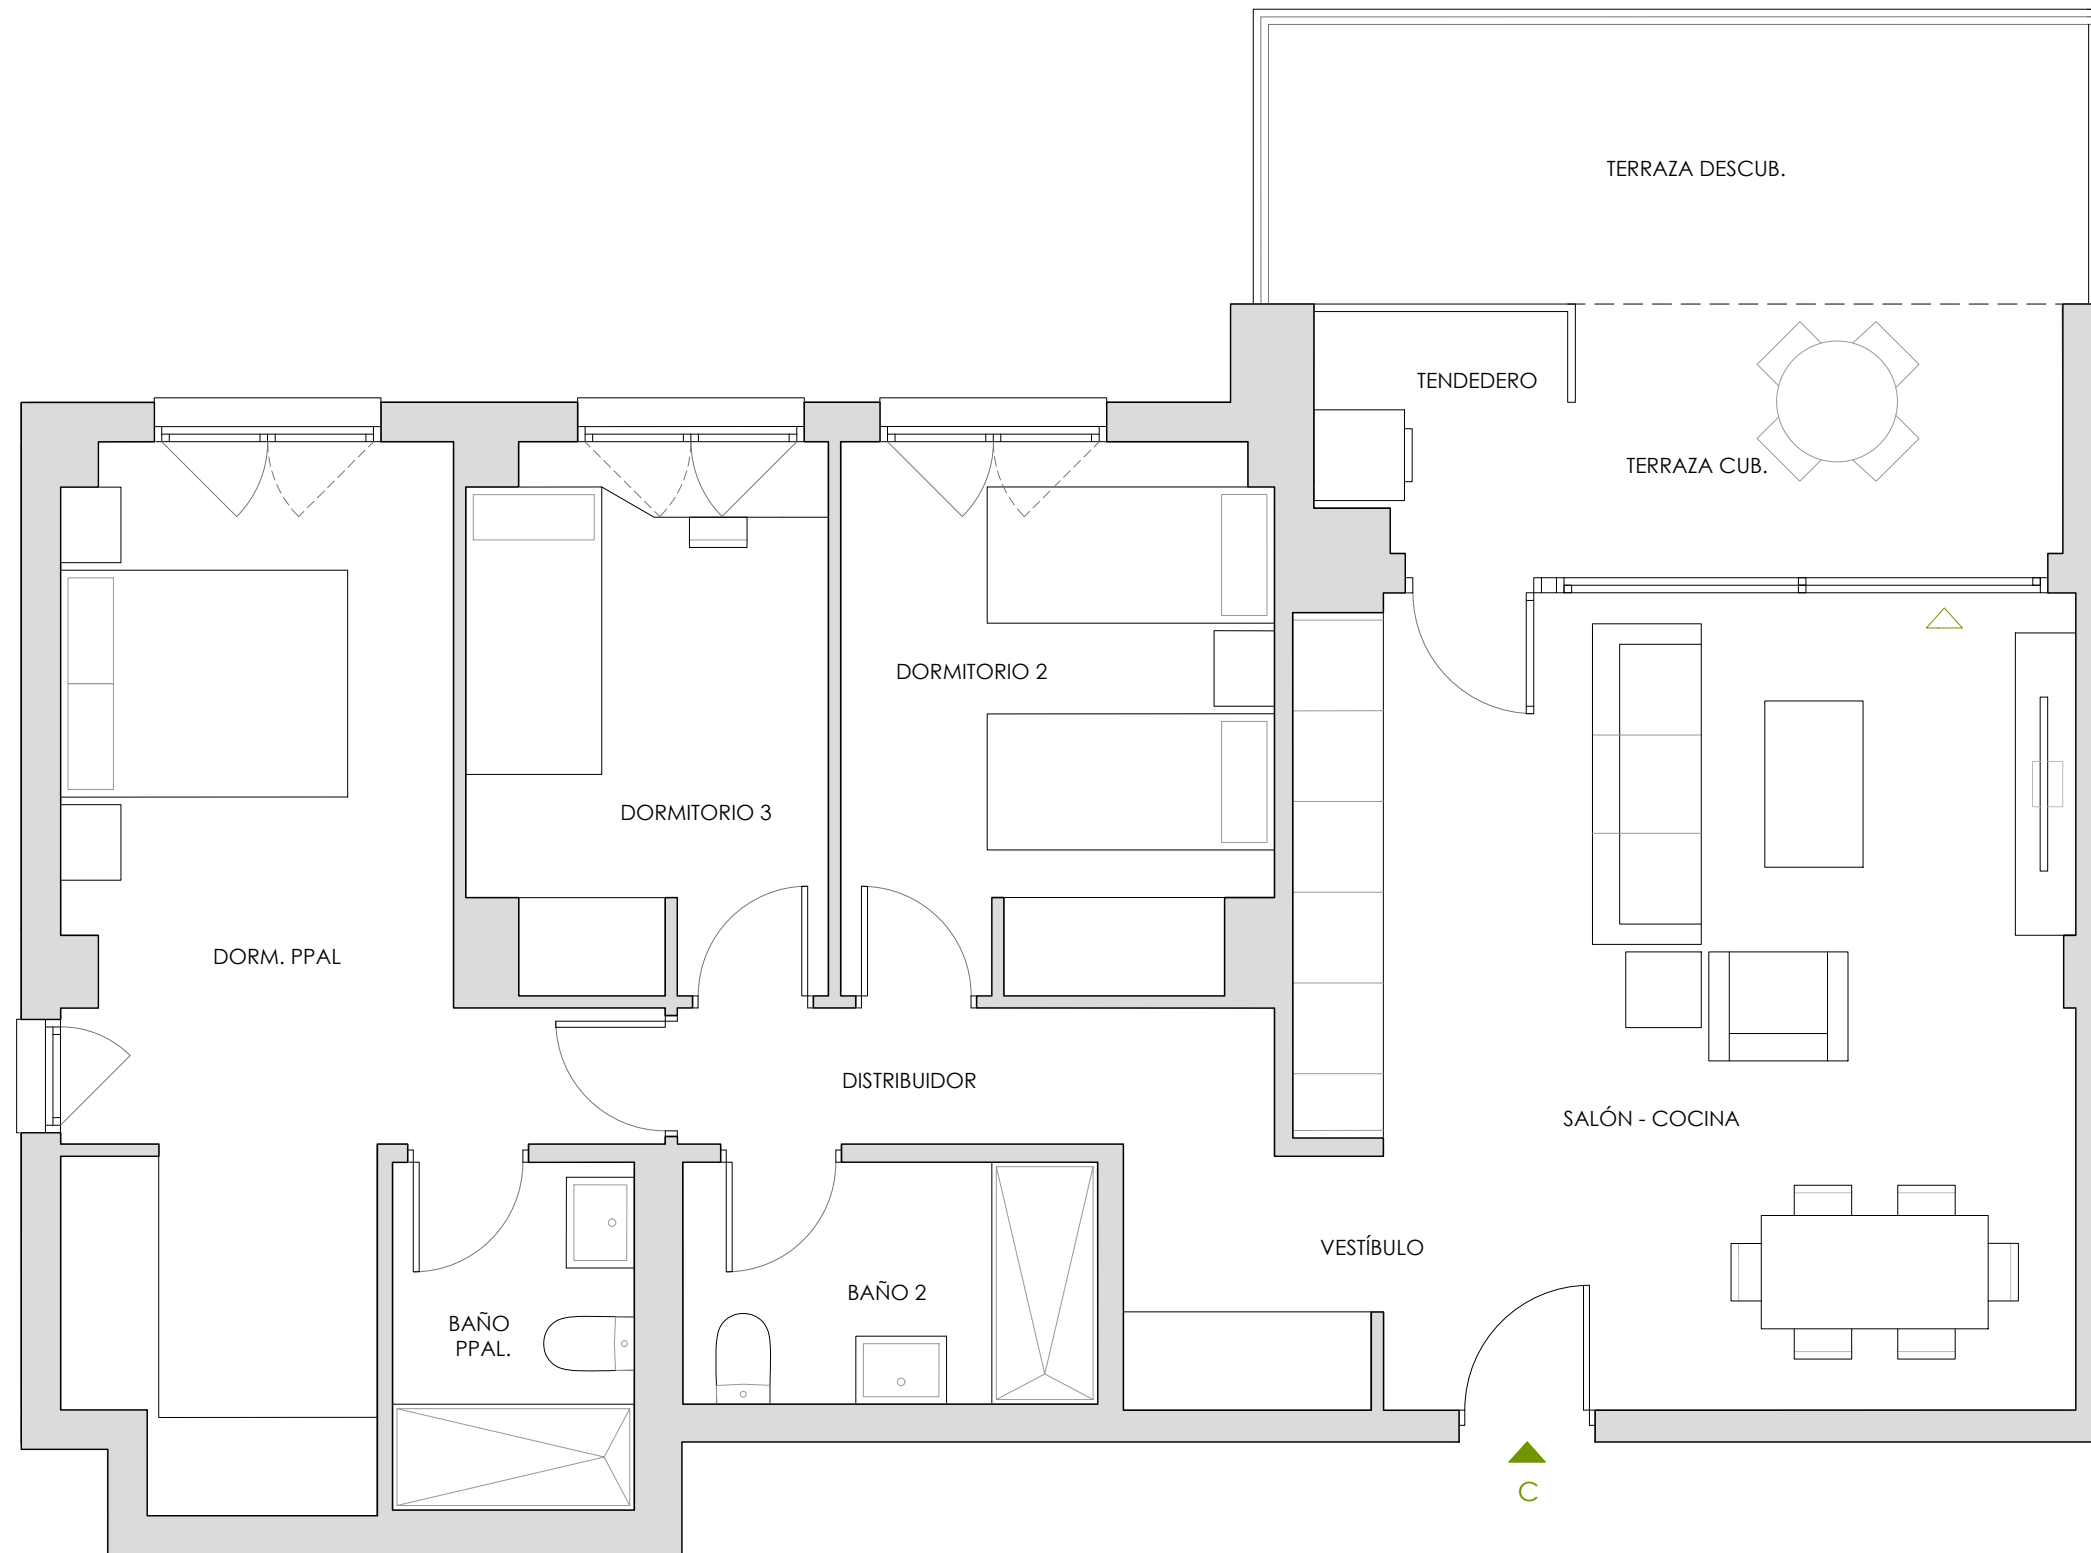 TERRAZA DESCUB.
TENDEDERO
TERRAZA CUB.
DORMITORIO 2
DORMITORIO 3
DORM. PPAL
DISTRIBUIDOR
SALÓN - COCINA
VESTÍBULO
BAÑO 2
BAÑO
PPAL.
C